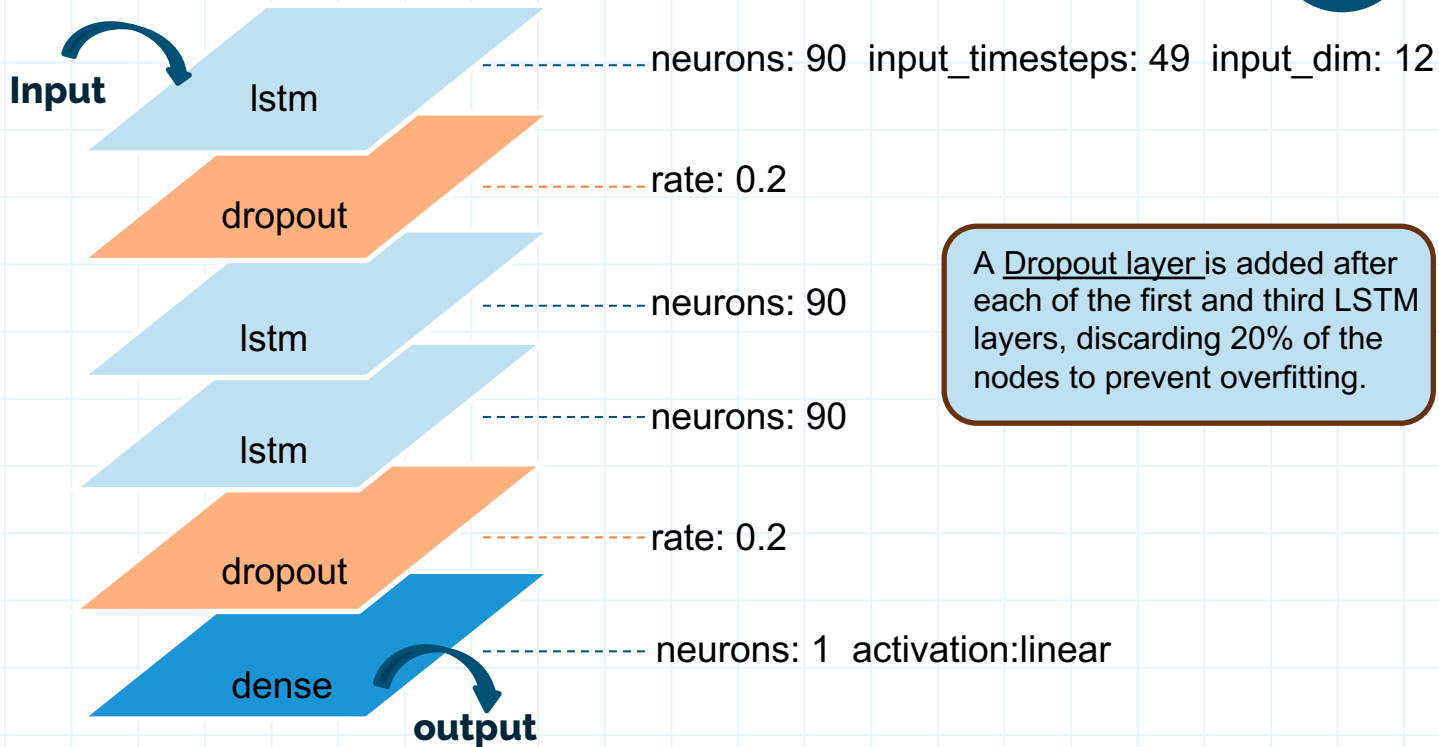 Input
lstm
neurons: 90 input_timesteps: 49 input_dim: 12
dropout
rate: 0.2
lstm
neurons: 90
A Dropout layer is added after
each of the first and third LSTM
layers, discarding 20% of the
nodes to prevent overfitting.
lstm
neurons: 90
dropout
rate: 0.2
dense
neurons: 1 activation:linear
output